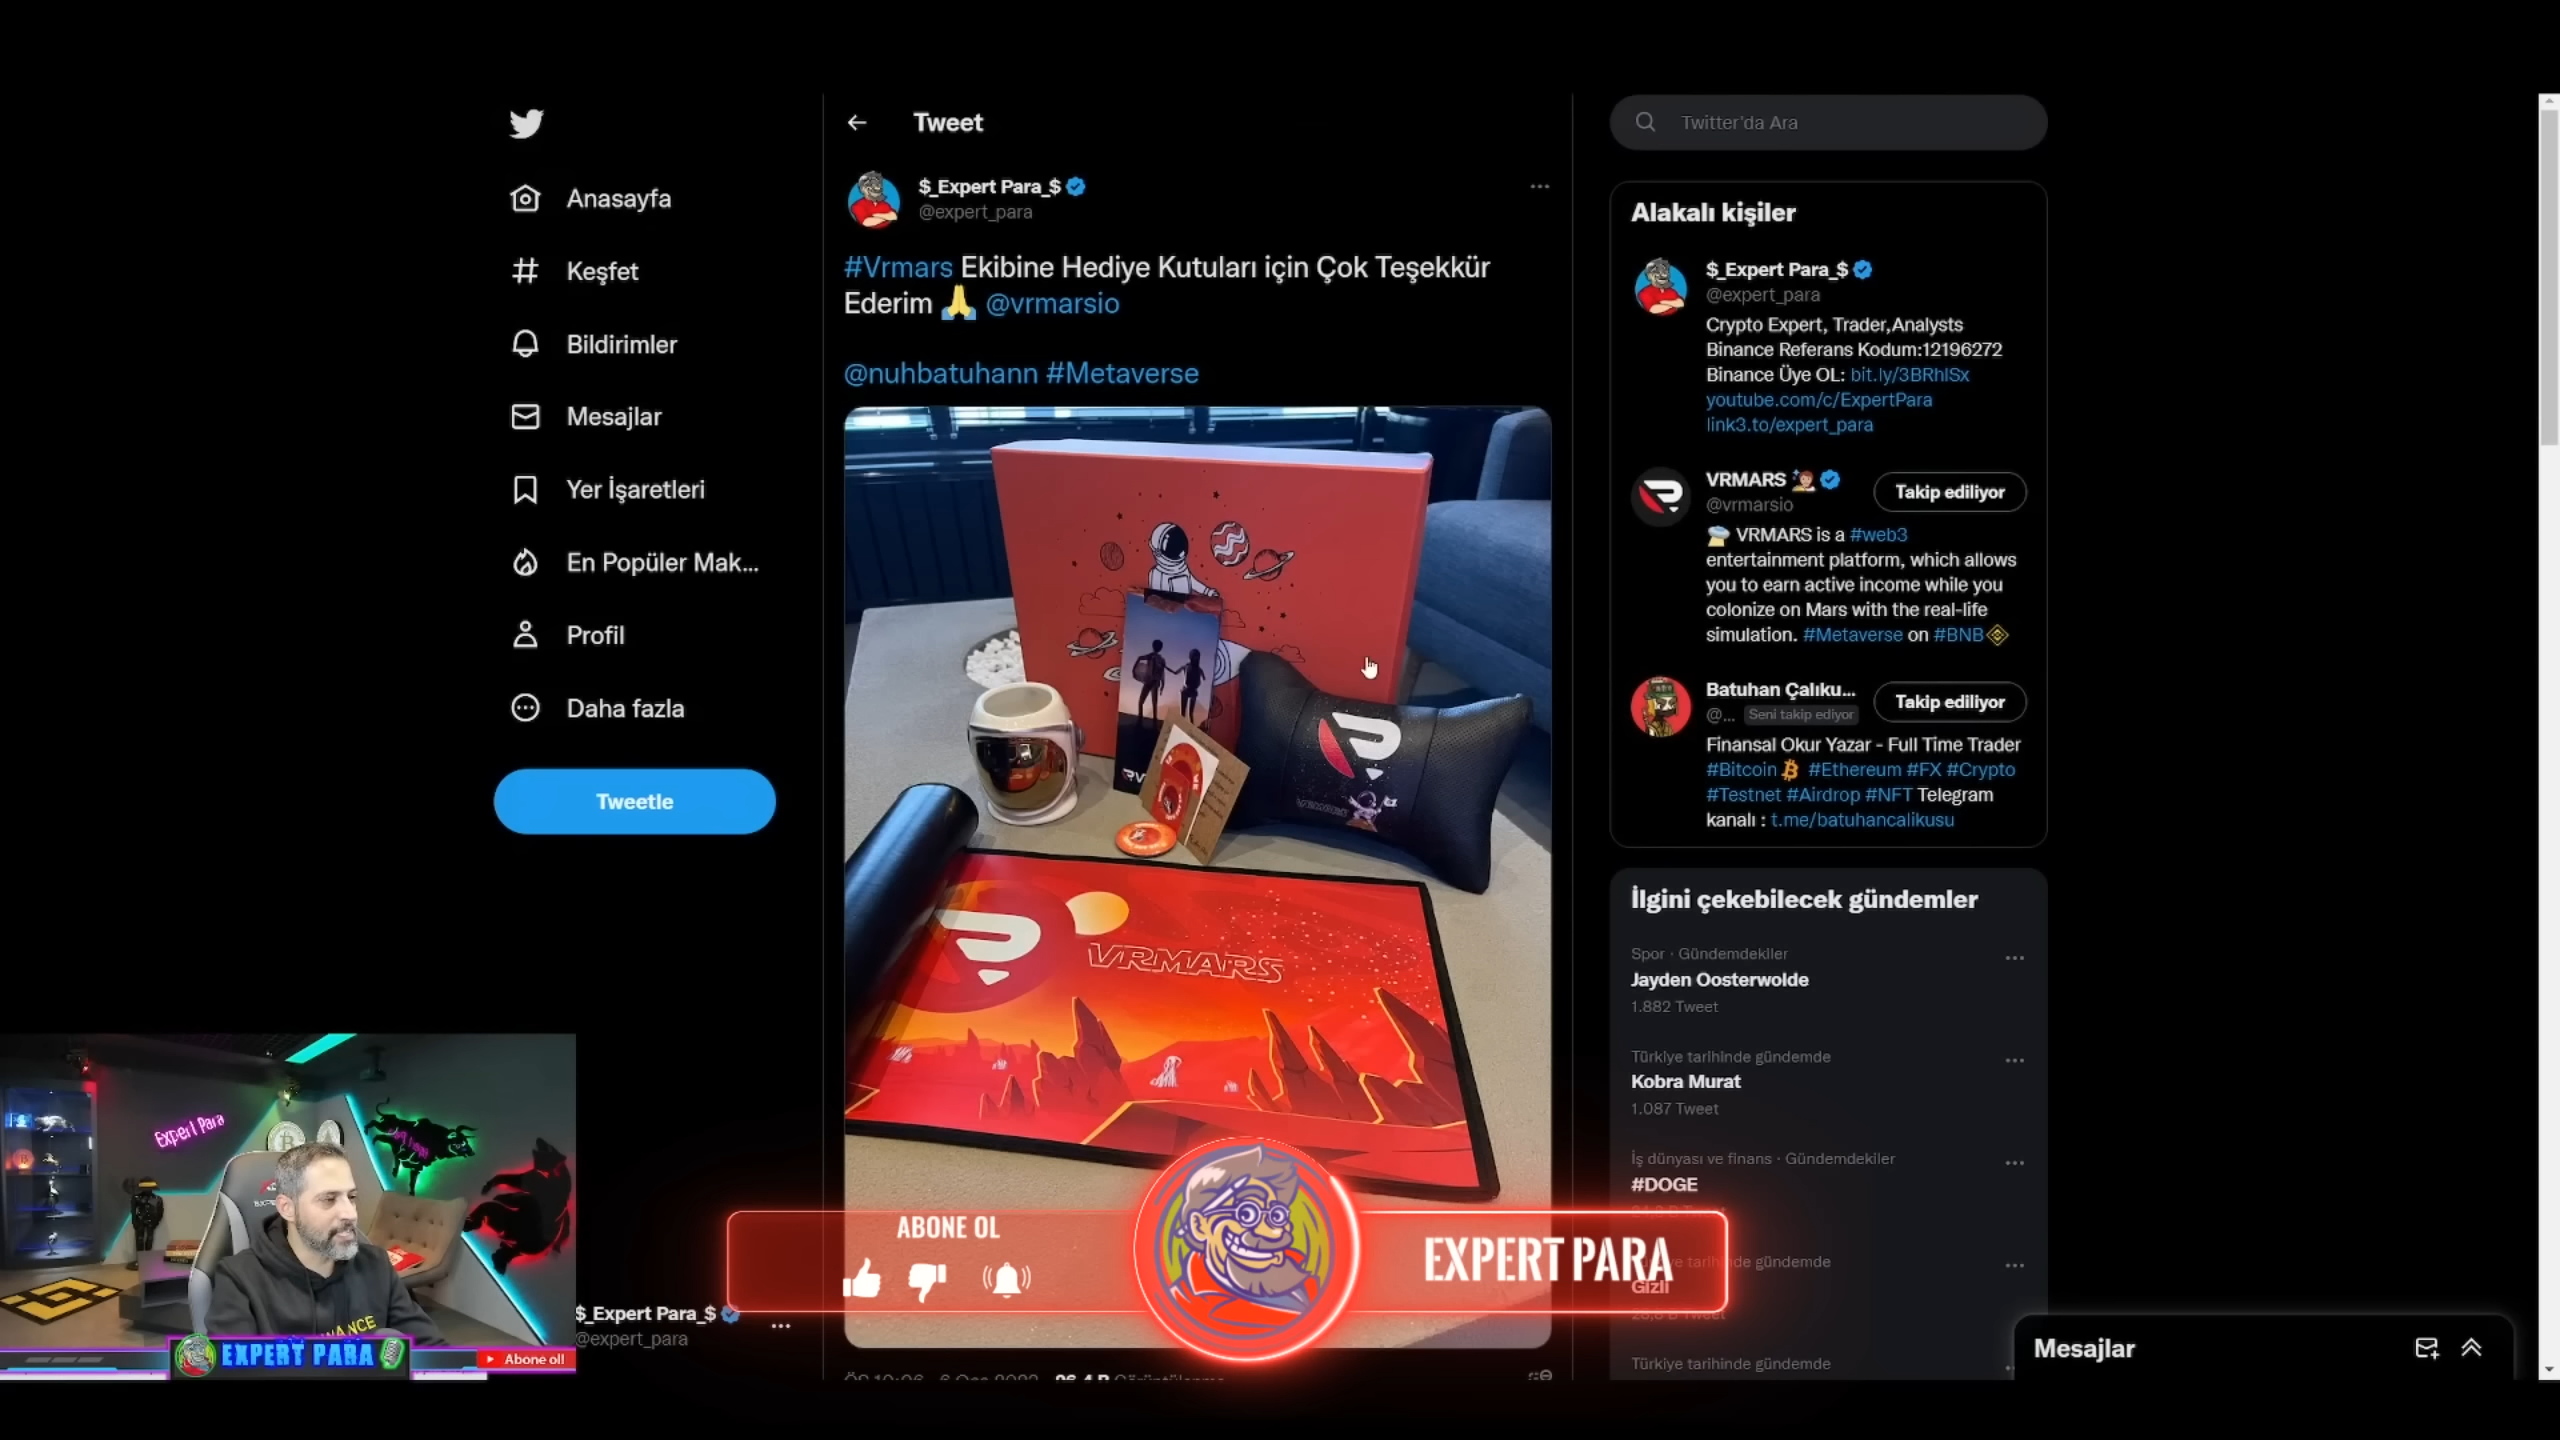 Anasayfa
Keşfet
Bildirimler
Mesajlar
Yer İşaretleri
En Popüler Mak...
Profil
Daha fazla
Tweetle
Tweet
$_Expert Para_$
@expert_para
#Vrmars Ekibine Hediye Kutuları için Çok Teşekkür
Ederim 🙏 @vrmarsio
@nuhbatuhann #Metaverse
VRMARS
Twitter'da Ara
Alakalı kişiler
$_Expert Para_$
@expert_para
Crypto Expert, Trader,Analysts
Binance Referans Kodum:12196272
Binance Üye OL: bit.ly/3BRhlSx
youtube.com/c/ExpertPara
link3.to/expert_para
VRMARS
@vrmarsio
Takip ediliyor
VRMARS is a #web3
entertainment platform, which allows
you to earn active income while you
colonize on Mars with the real-life
simulation. #Metaverse on #BNB
Batuhan Çalıku...
@... Seni takip ediyor
Takip ediliyor
Finansal Okur Yazar - Full Time Trader
#Bitcoin #Ethereum #FX #Crypto
#Testnet #Airdrop #NFT Telegram
kanalı : t.me/batuhancalikusu
İlgini çekebilecek gündemler
Spor · Gündemdekiler
Jayden Oosterwolde
1.882 Tweet
Türkiye tarihinde gündemde
Kobra Murat
1.087 Tweet
İş dünyası ve finans · Gündemdekiler
#DOGE
gündemde
Gizli
Türkiye tarihinde gündemde
Mesajlar
ABONE OL
EXPERT PARA
Expert Para
$_Expert Para_$
@expert_para
EXPERT PARA
Abone ol!